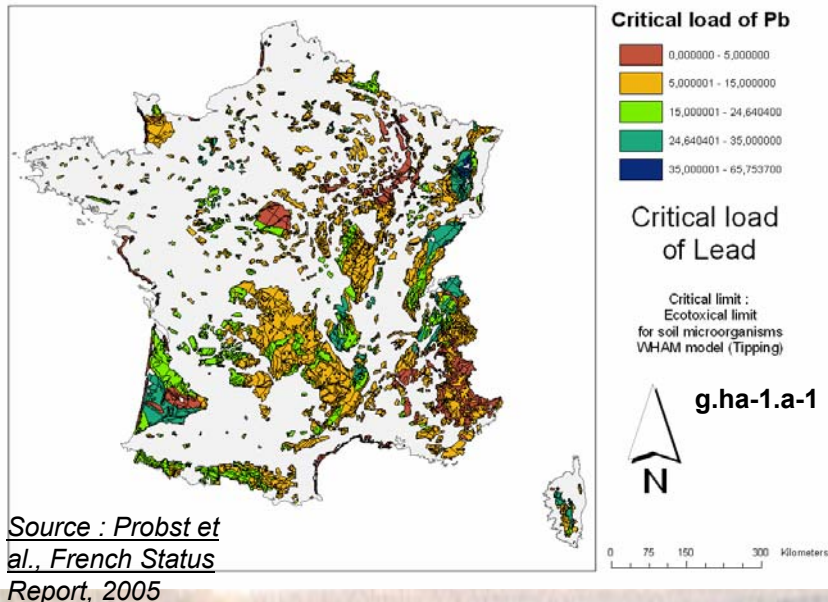 Critical load of Pb
0,000000 - 5,000000
5,000001 - 15,000000
15,000001 - 24,640400
24,640401 - 35,000000
35,000001 - 65,753700
Critical load
of Lead
Critical limit :
Ecotoxical limit
for soil microorganisms
WHAM model (Tipping)
g.ha-1.a-1
N
0 75 150 300 Kilometers
Source : Probst et
al., French Status
Report, 2005